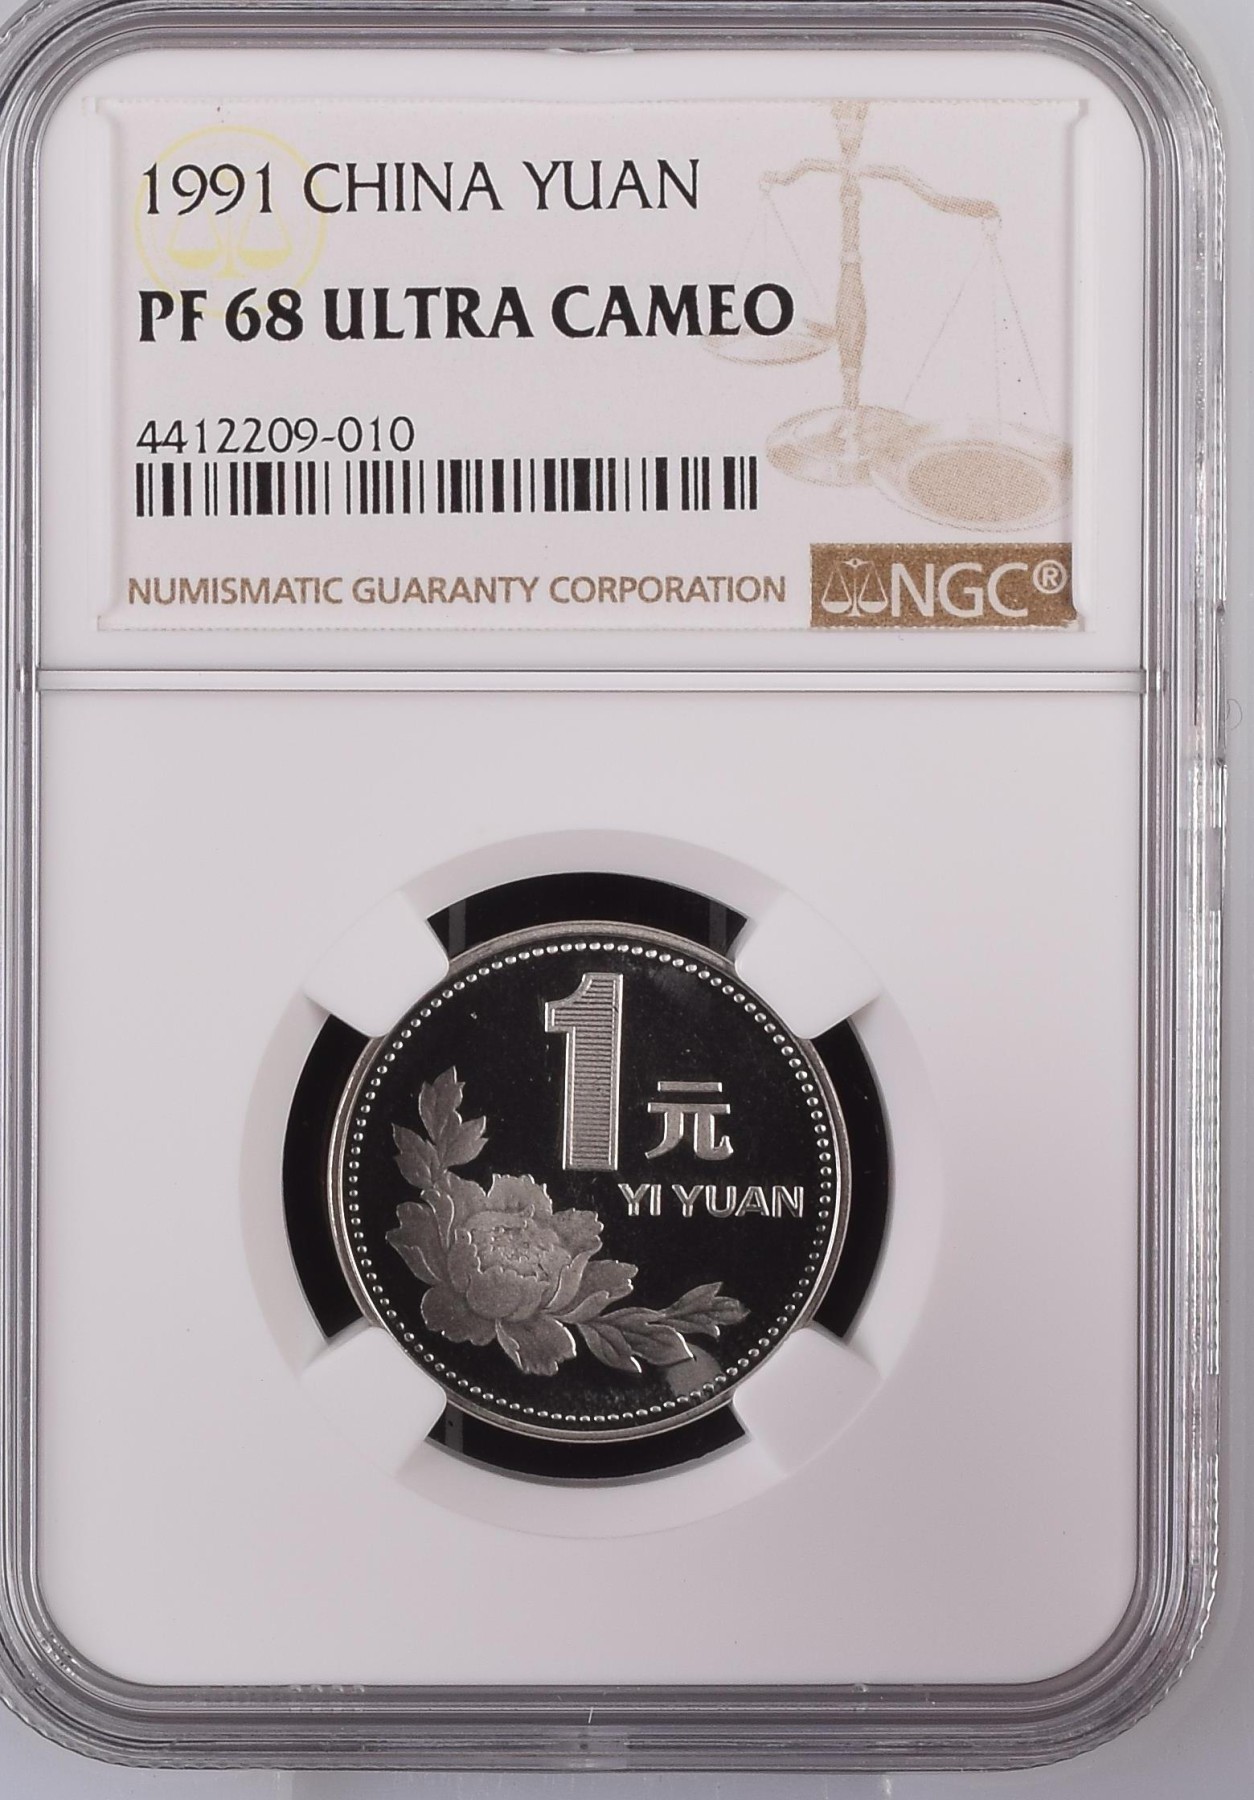 1991 CHINA YUAN
PF 68 ULTRA CAMEO
4412209-010
NUMISMATIC GUARANTY CORPORATION
NGC®
1
元
YI YUAN